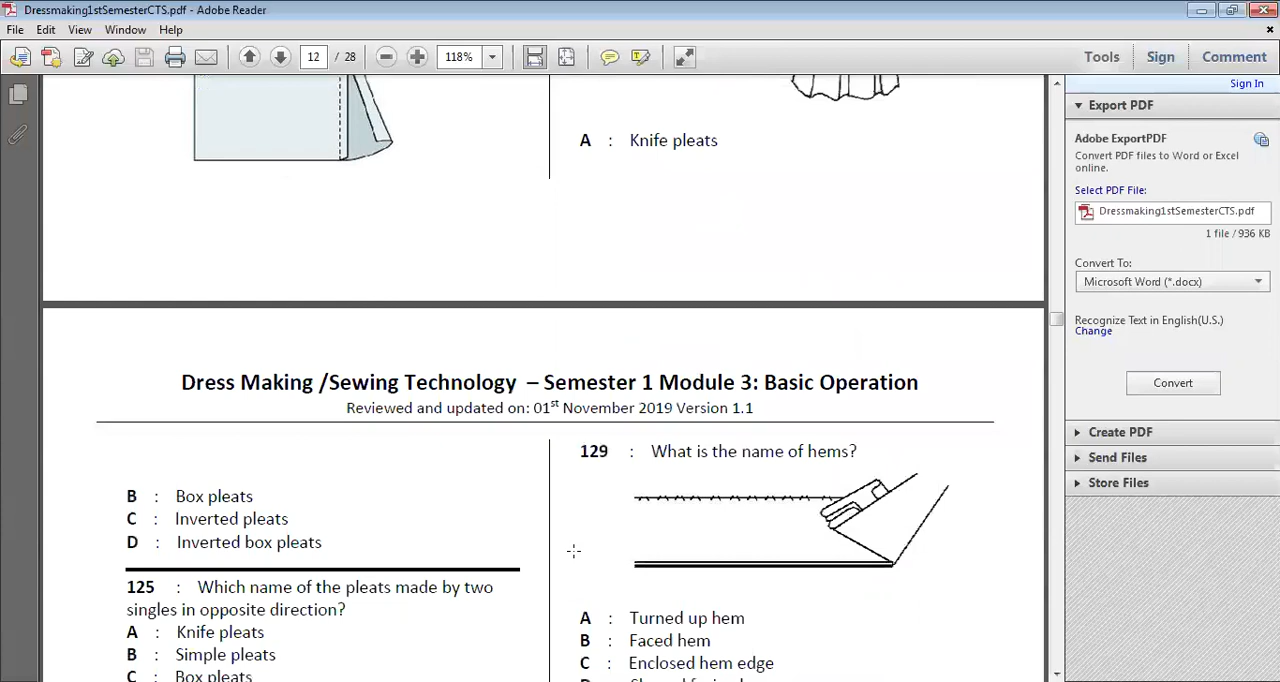 Dressmaking1stSemesterCTS.pdf - Adobe Reader
File Edit View Window Help
12 / 28 118% Tools Sign Comment
Sign In
Export PDF
Adobe ExportPDF
Convert PDF files to Word or Excel
online.
Select PDF File:
Dressmaking1stSemesterCTS.pdf
1 file / 936 KB
Convert To:
Microsoft Word (*.docx)
Recognize Text in English(U.S.)
Change
Convert
Create PDF
Send Files
Store Files
A : Knife pleats
Dress Making /Sewing Technology – Semester 1 Module 3: Basic Operation
Reviewed and updated on: 01st November 2019 Version 1.1
B : Box pleats
C : Inverted pleats
D : Inverted box pleats
125 : Which name of the pleats made by two
singles in opposite direction?
A : Knife pleats
B : Simple pleats
C : Box pleats
129 : What is the name of hems?
A : Turned up hem
B : Faced hem
C : Enclosed hem edge